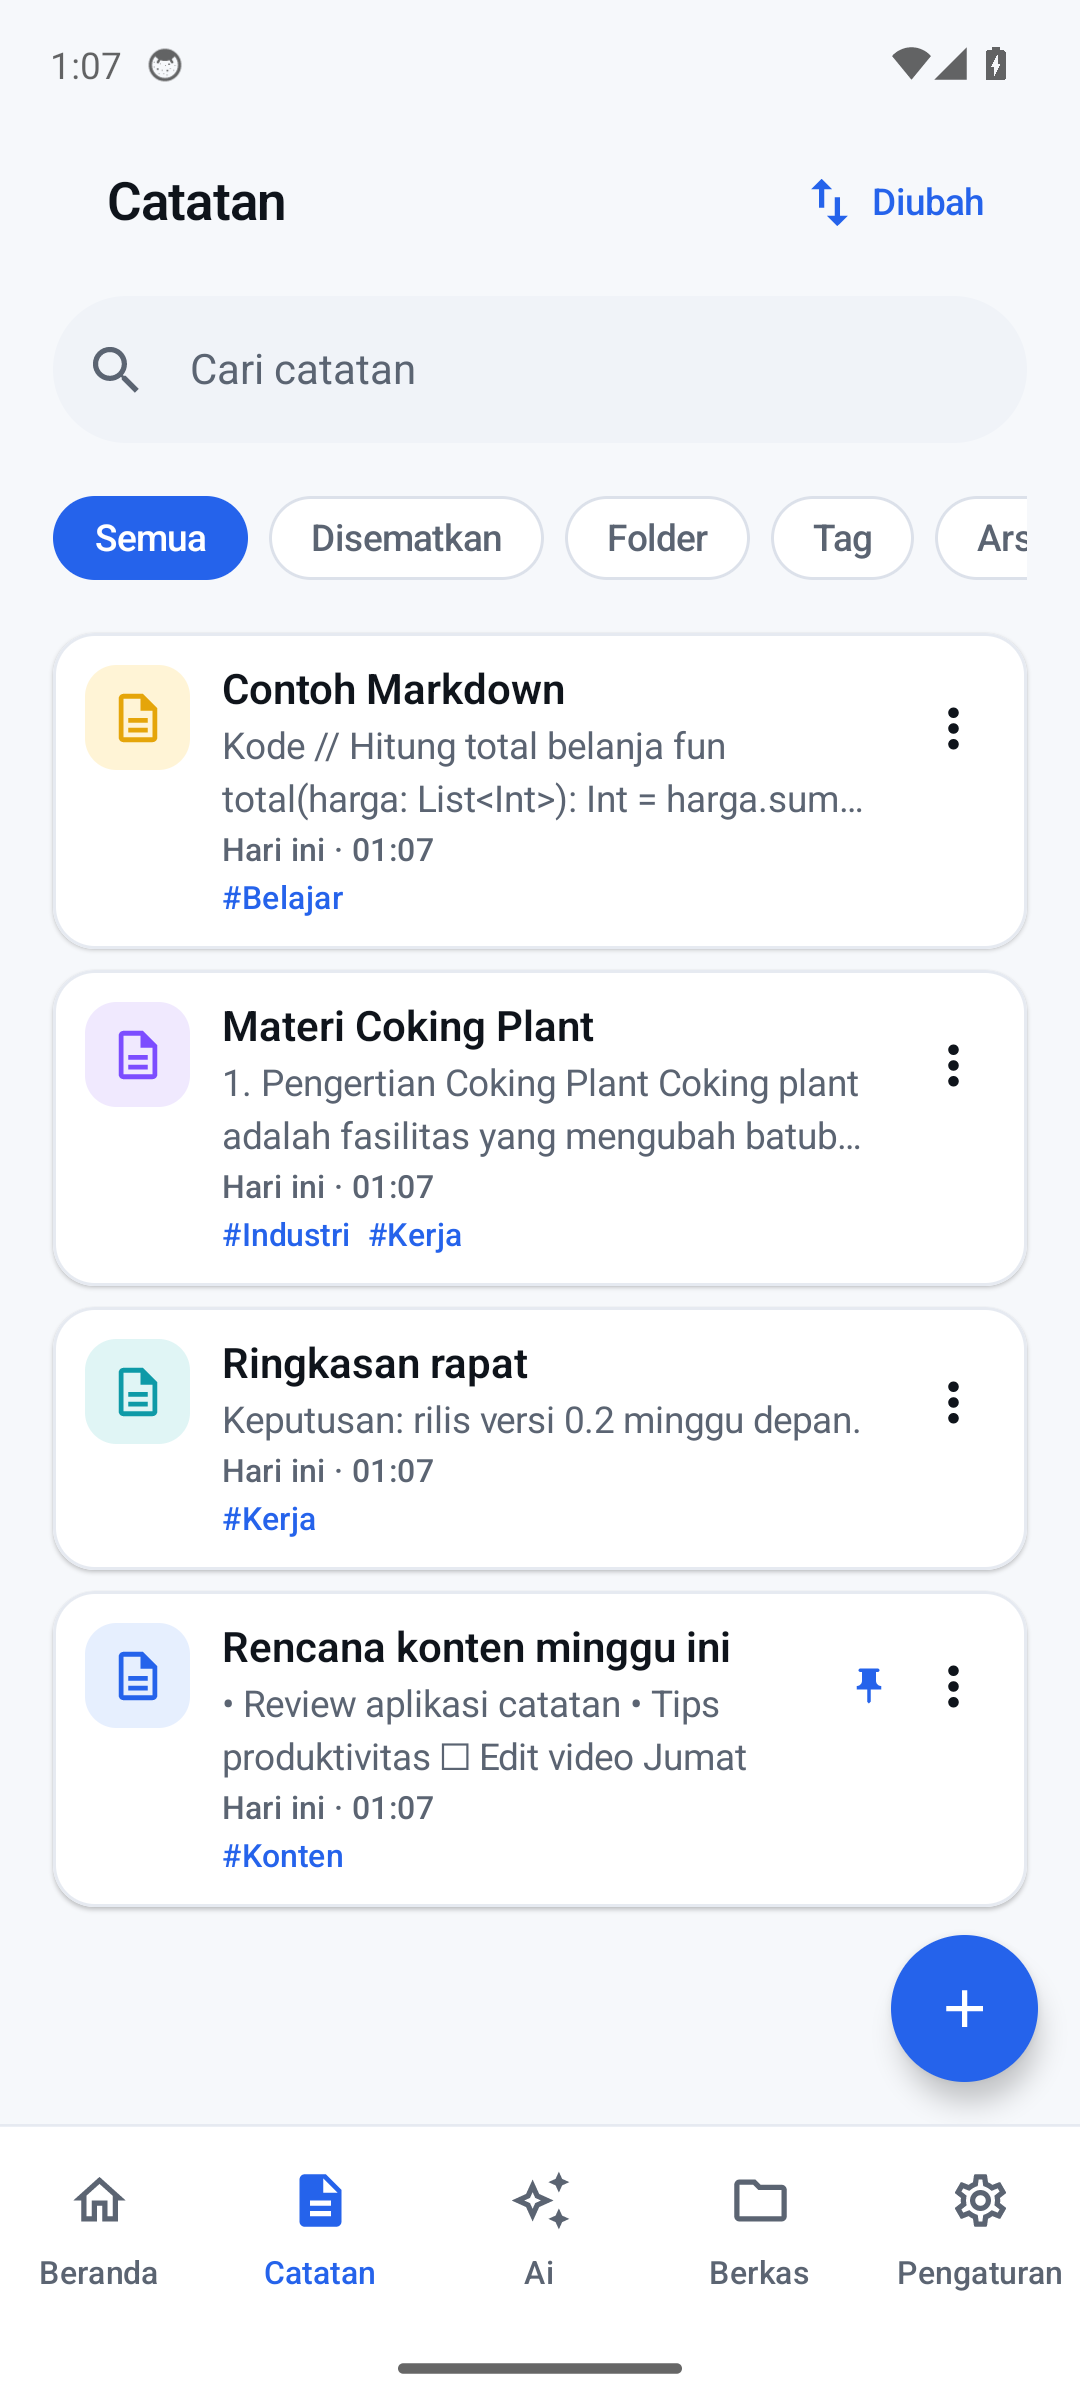 1:07
Catatan
Diubah
Cari catatan
Semua
Disematkan
Folder
Tag
Ars
Contoh Markdown
Kode // Hitung total belanja fun
total(harga: List<Int>): Int = harga.sum…
Hari ini · 01:07
#Belajar
Materi Coking Plant
1. Pengertian Coking Plant Coking plant
adalah fasilitas yang mengubah batub…
Hari ini · 01:07
#Industri #Kerja
Ringkasan rapat
Keputusan: rilis versi 0.2 minggu depan.
Hari ini · 01:07
#Kerja
Rencana konten minggu ini
• Review aplikasi catatan • Tips
produktivitas ☐ Edit video Jumat
Hari ini · 01:07
#Konten
Beranda
Catatan
Ai
Berkas
Pengaturan